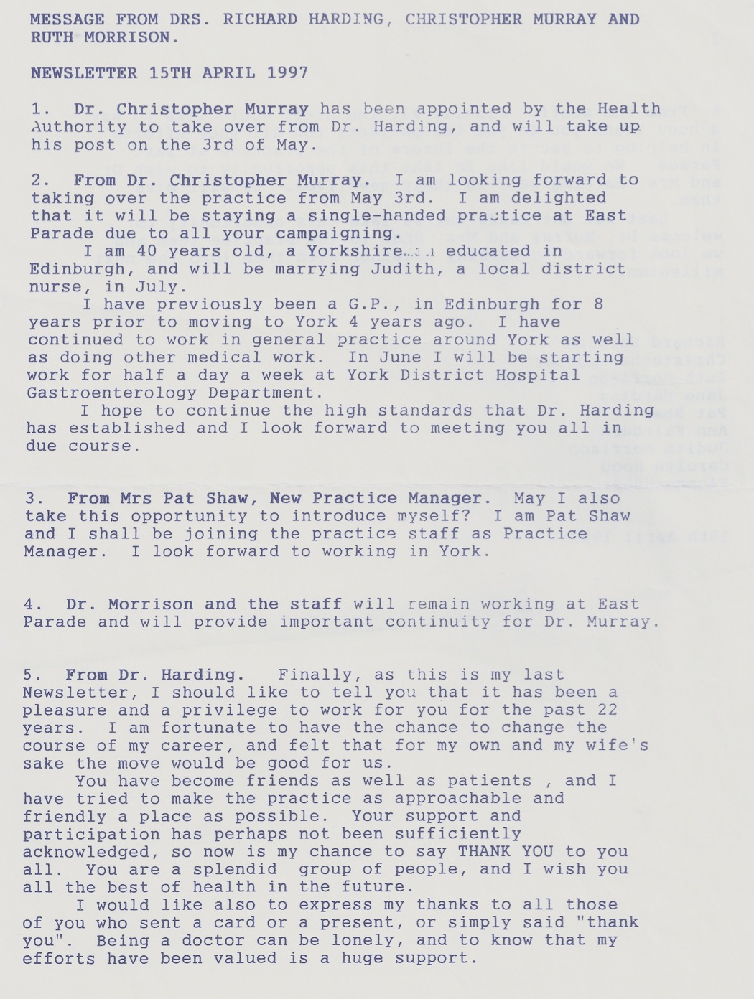 MESSAGE FROM DRS. RICHARD HARDING, CHRISTOPHER MURRAY AND
RUTH MORRISON.
NEWSLETTER 15TH APRIL 1997
1. Dr. Christopher Murray has been appointed by the Health
Authority to take over from Dr. Harding, and will take up
his post on the 3rd of May.
2. From Dr. Christopher Murray. I am looking forward to
taking over the practice from May 3rd. I am delighted
that it will be staying a single-handed practice at East
Parade due to all your campaigning.
I am 40 years old, a educated in
Edinburgh, and will be marrying Judith, a local district
nurse, in July.
I have previously been a G.P., in Edinburgh for 8
years prior to moving to York 4 years ago. I have
continued to work in general practice around York as well
as doing other medical work. In June I will be starting
work for half a day a week at York District Hospital
Gastroenterology Department.
I hope to continue the high standards that Dr. Harding
has established and I look forward to meeting you all in
due course.
3. From Mrs Pat Shaw, New Practice Manager. May I also
take this opportunity to introduce myself? I am Pat Shaw
and I shall be joining the practice staff as Practice
Manager. I look forward to working in York.
4. Dr. Morrison and the staff will remain working at East
Parade and will provide important continuity for Dr. Murray.
5. From Dr. Harding. Finally, as this is my last
Newsletter, I should like to tell you that it has been a
pleasure and a privilege to work for you for the past 22
years. I am fortunate to have the chance to change the
course of my career, and felt that for my own and my wife's
sake the move would be good for us.
You have become friends as well as patients , and I
have tried to make the practice as approachable and
friendly a place as possible. Your support and
participation has perhaps not been sufficiently
acknowledged, so now is my chance to say THANK YOU to you
all. You are a splendid group of people, and I wish you
all the best of health in the future.
I would like also to express my thanks to all those
of you who sent a card or a present, or simply said "thank
you". Being a doctor can be lonely, and to know that my
efforts have been valued is a huge support.